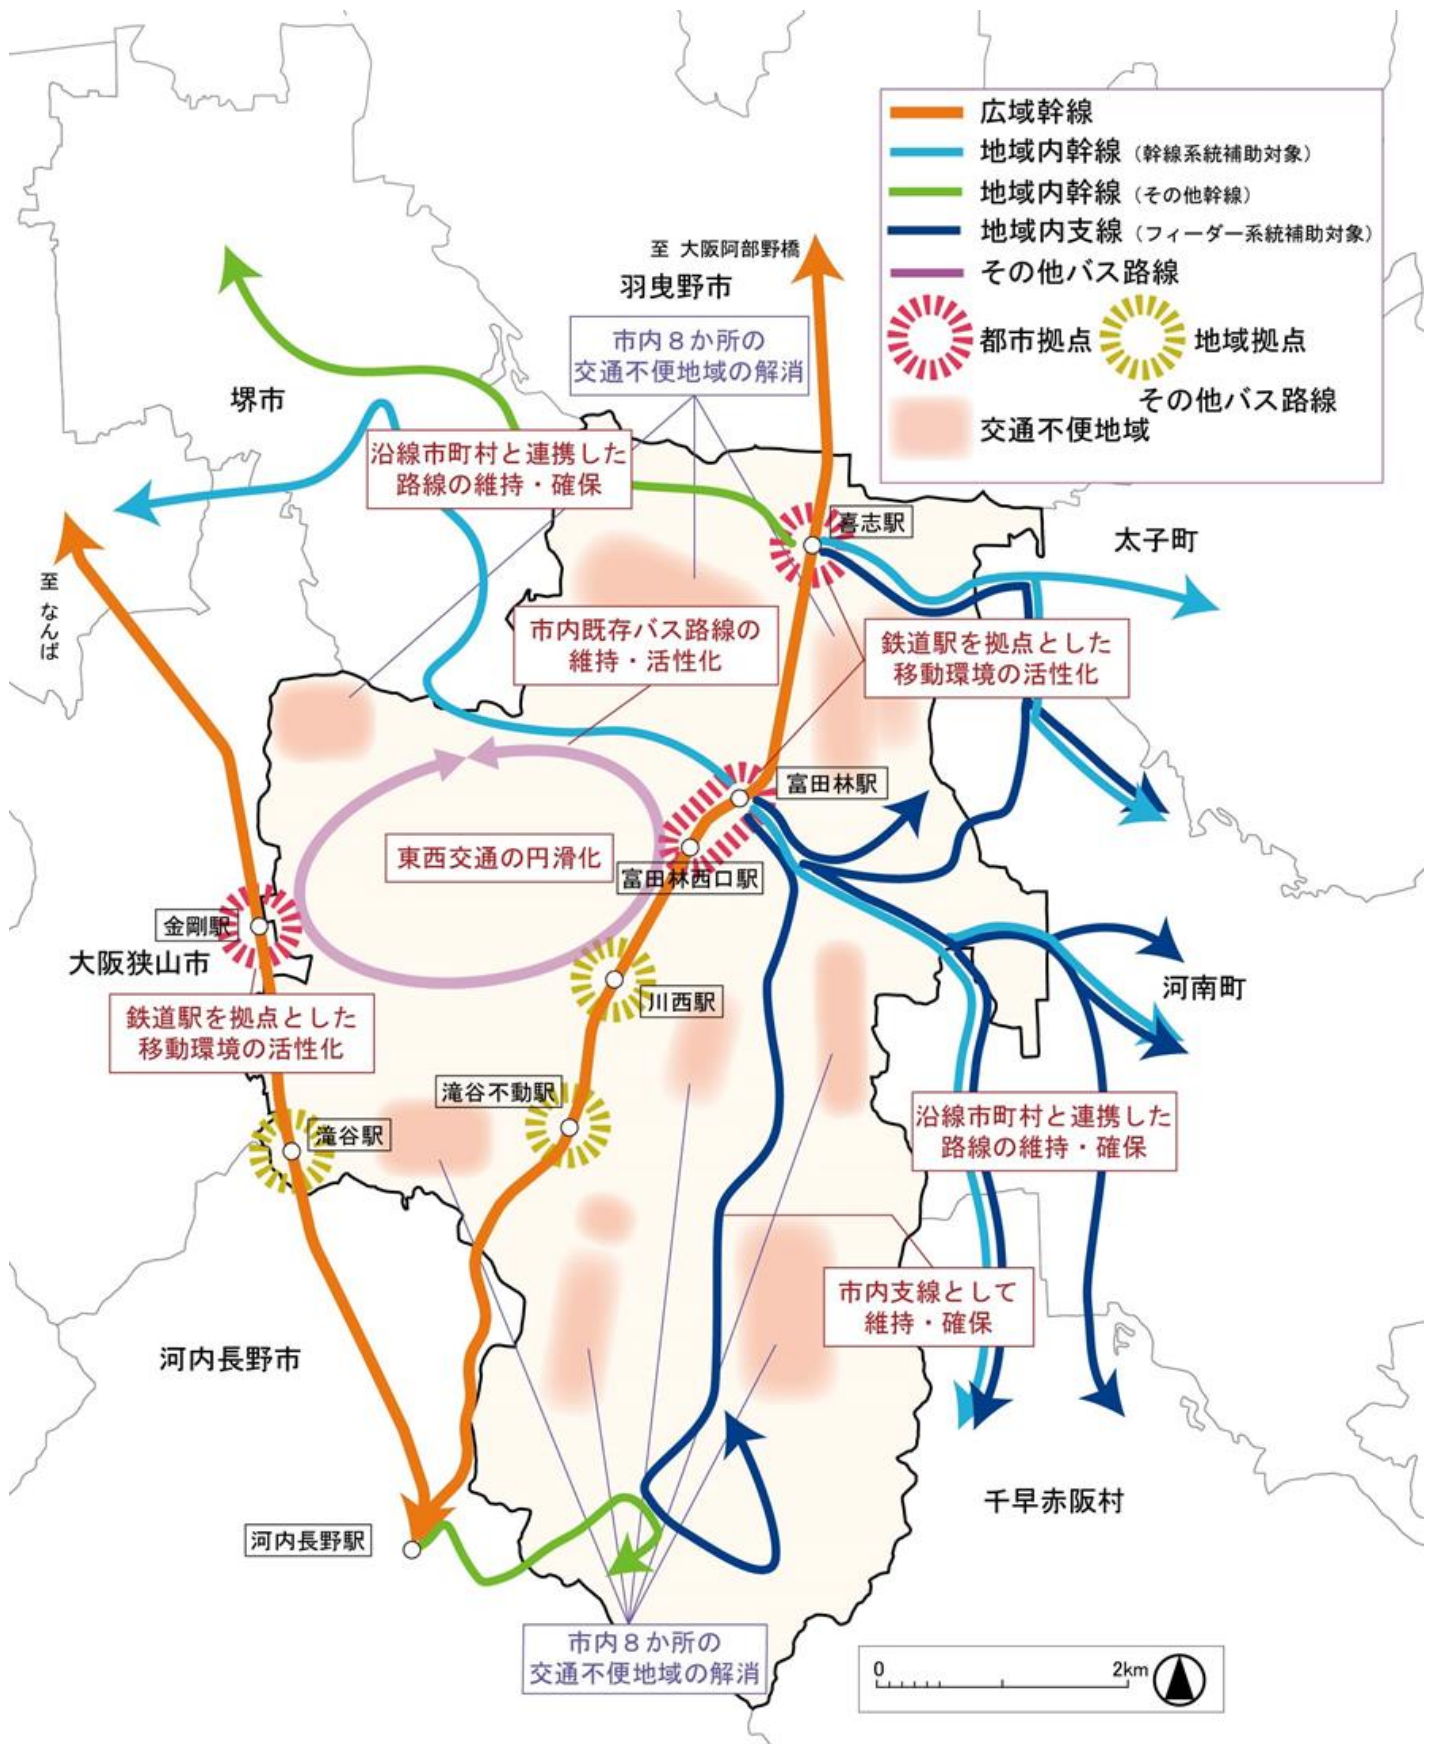 広域幹線
地域内幹線（幹線系統補助対象）
地域内幹線（その他幹線）
地域内支線（フィーダー系統補助対象）
その他バス路線
都市拠点
地域拠点
その他バス路線
交通不便地域
至 大阪阿部野橋
羽曳野市
市内８か所の
交通不便地域の解消
堺市
沿線市町村と連携した
路線の維持・確保
喜志駅
太子町
至 なんば
市内既存バス路線の
維持・活性化
鉄道駅を拠点とした
移動環境の活性化
富田林駅
東西交通の円滑化
富田林西口駅
金剛駅
大阪狭山市
川西駅
河南町
鉄道駅を拠点とした
移動環境の活性化
滝谷不動駅
滝谷駅
沿線市町村と連携した
路線の維持・確保
市内支線として
維持・確保
河内長野市
千早赤阪村
河内長野駅
市内８か所の
交通不便地域の解消
0
2km